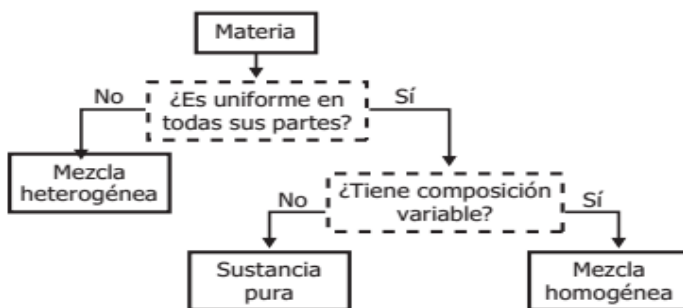 Materia
No
¿Es uniforme en
todas sus partes?
Sí
Mezcla
heterogénea
No
¿Tiene composición
variable?
Sí
Sustancia
pura
Mezcla
homogénea